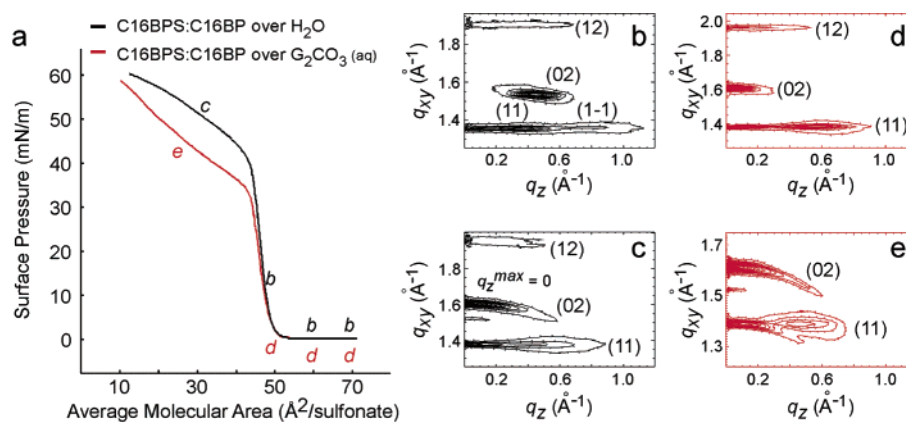 a
C16BPS:C16BP over H2O
C16BPS:C16BP over G2CO3 (aq)
Surface Pressure (mN/m)
60
50
40
30
20
10
0
c
e
b
b b
d d d
10 30 50 70
Average Molecular Area (Å2/sulfonate)
b
qxy (Å-1)
1.8
1.6
1.4
(12)
(02)
(11) (1-1)
0.2 0.6 1.0
qz (Å-1)
d
qxy (Å-1)
2.0
1.8
1.6
1.4
(12)
(02)
(11)
0.2 0.6 1.0
qz (Å-1)
c
qxy (Å-1)
1.8
1.6
1.4
(12)
qzmax = 0
(02)
(11)
0.2 0.6 1.0
qz (Å-1)
e
qxy (Å-1)
1.7
1.5
1.3
(02)
(11)
0.2 0.6 1.0
qz (Å-1)